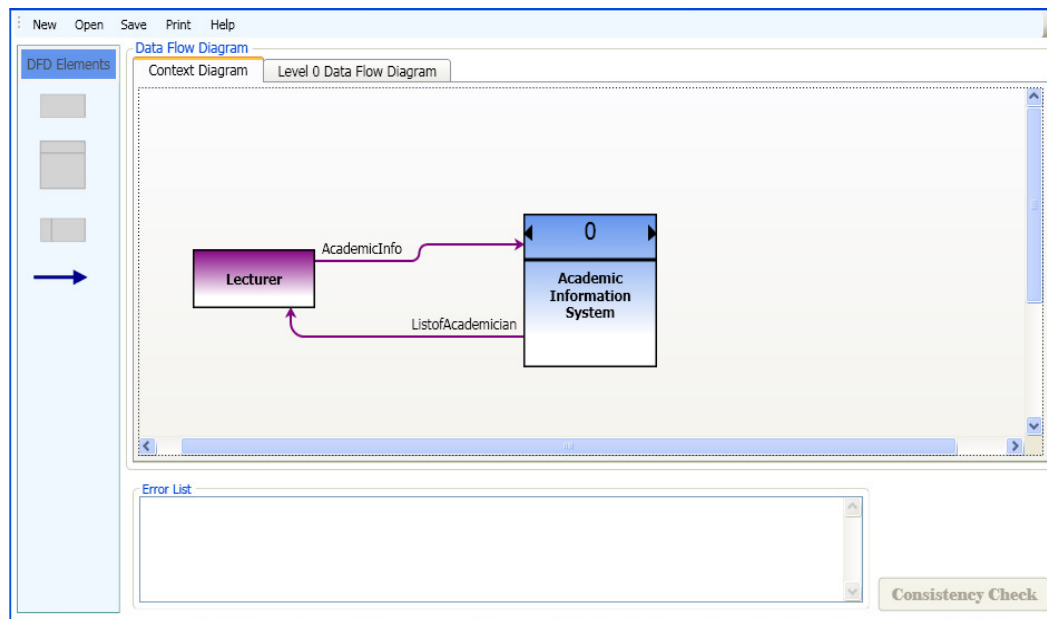 New Open Save Print Help
DFD Elements
Data Flow Diagram
Context Diagram Level 0 Data Flow Diagram
0
AcademicInfo
Lecturer
Academic
Information
System
ListofAcademician
Error List
Consistency Check